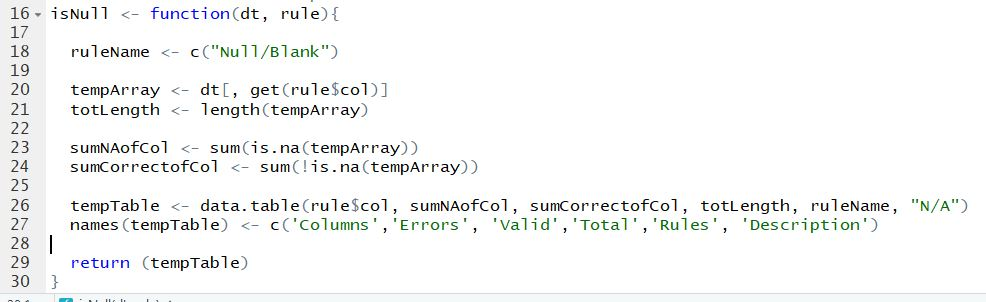 16 isNull <- function(dt, rule){
17
18   ruleName <- c("Null/Blank")
19
20   tempArray <- dt[, get(rule$col)]
21   totLength <- length(tempArray)
22
23   sumNAofCol <- sum(is.na(tempArray))
24   sumCorrectofCol <- sum(!is.na(tempArray))
25
26   tempTable <- data.table(rule$col, sumNAofCol, sumCorrectofCol, totLength, ruleName, "N/A")
27   names(tempTable) <- c('Columns','Errors', 'Valid','Total','Rules', 'Description')
28
29   return (tempTable)
30 }